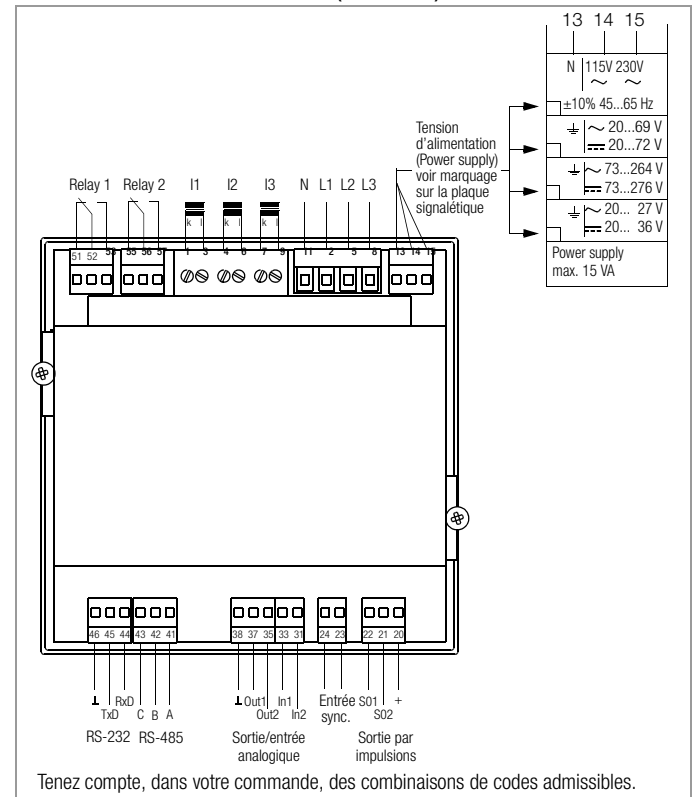 13 14 15
N 115V 230V
∼ ∼
±10% 45...65 Hz
⏚ ∼ 20...69 V
⎓ 20...72 V
⏚ ∼ 73...264 V
⎓ 73...276 V
⏚ ∼ 20... 27 V
⎓ 20... 36 V
Power supply
max. 15 VA
Tension
d'alimentation
(Power supply)
voir marquage
sur la plaque
signalétique
Relay 1 Relay 2 I1 I2 I3 N L1 L2 L3
k l k l k l
51 52 53 55 56 57 1 3 4 6 7 9 11 2 5 8 13 14 15
46 45 44 43 42 41 38 37 35 33 31 24 23 22 21 20
⊥ RxD Out1 In1 Entrée S01 +
TxD C B A Out2 In2 sync. S02
RS-232 RS-485 Sortie/entrée Sortie par
analogique impulsions
Tenez compte, dans votre commande, des combinaisons de codes admissibles.